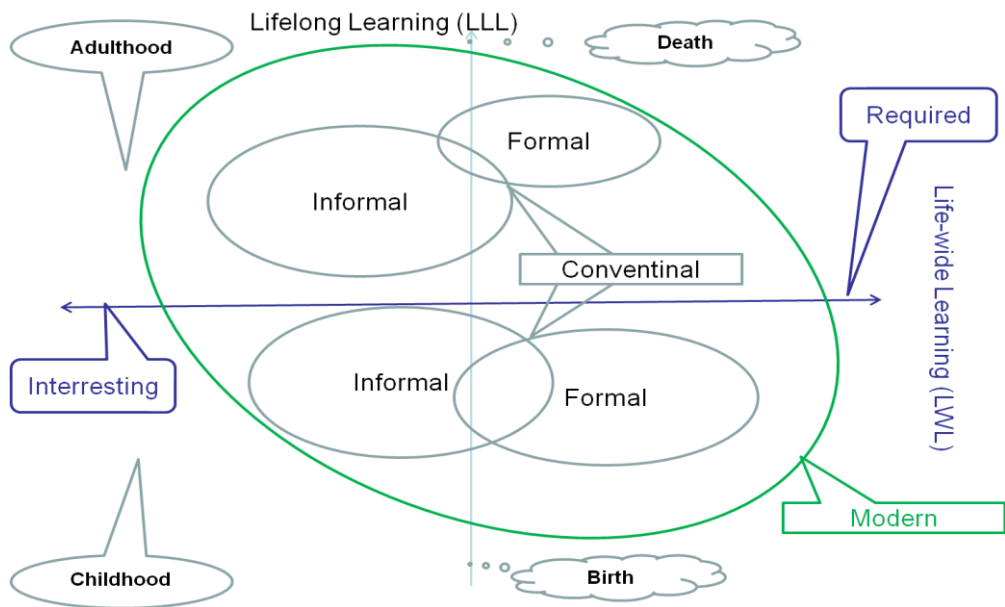 Lifelong Learning (LLL)
Adulthood
Death
Required
Formal
Informal
Life-wide Learning (LWL)
Conventinal
Interresting
Informal
Formal
Modern
Childhood
Birth